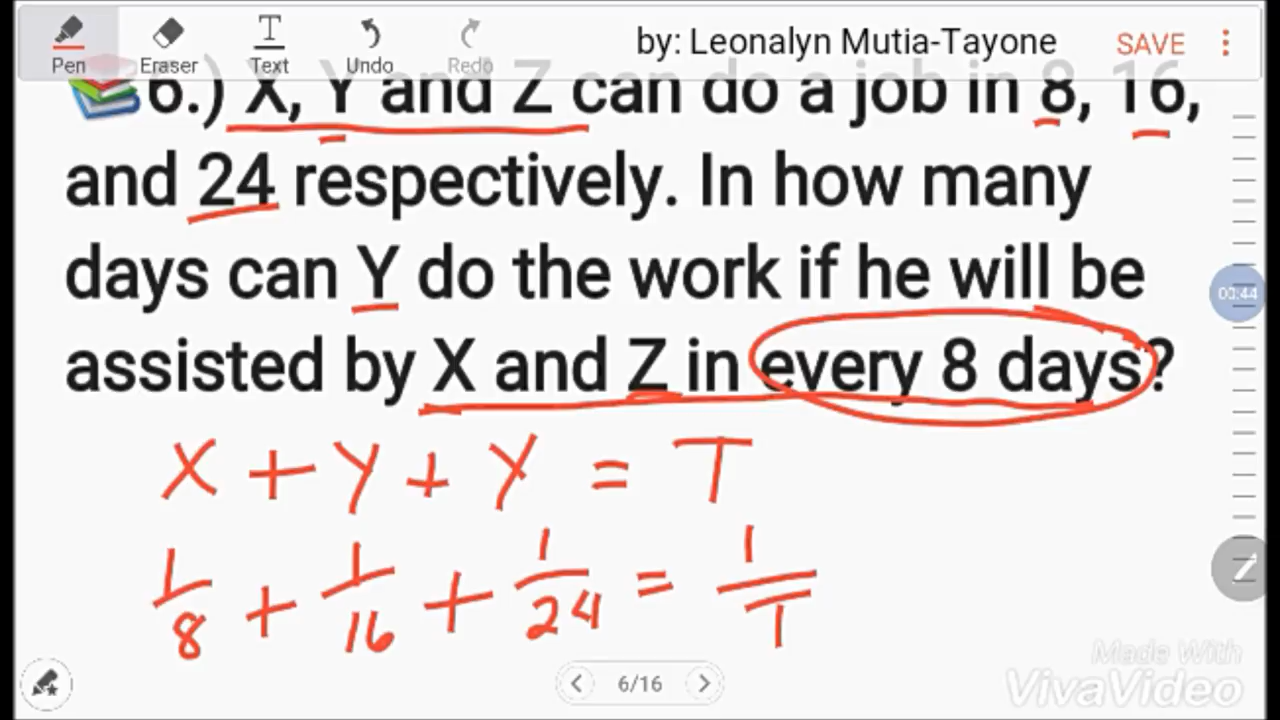 by: Leonalyn Mutia-Tayone
SAVE
Pen Eraser Text Undo Redo
6.) X, Y and Z can do a job in 8, 16,
and 24 respectively. In how many
days can Y do the work if he will be
assisted by X and Z in every 8 days?
00:44
X + Y + Y = T
1/8 + 1/16 + 1/24 = 1/T
6/16
Made With
VivaVideo